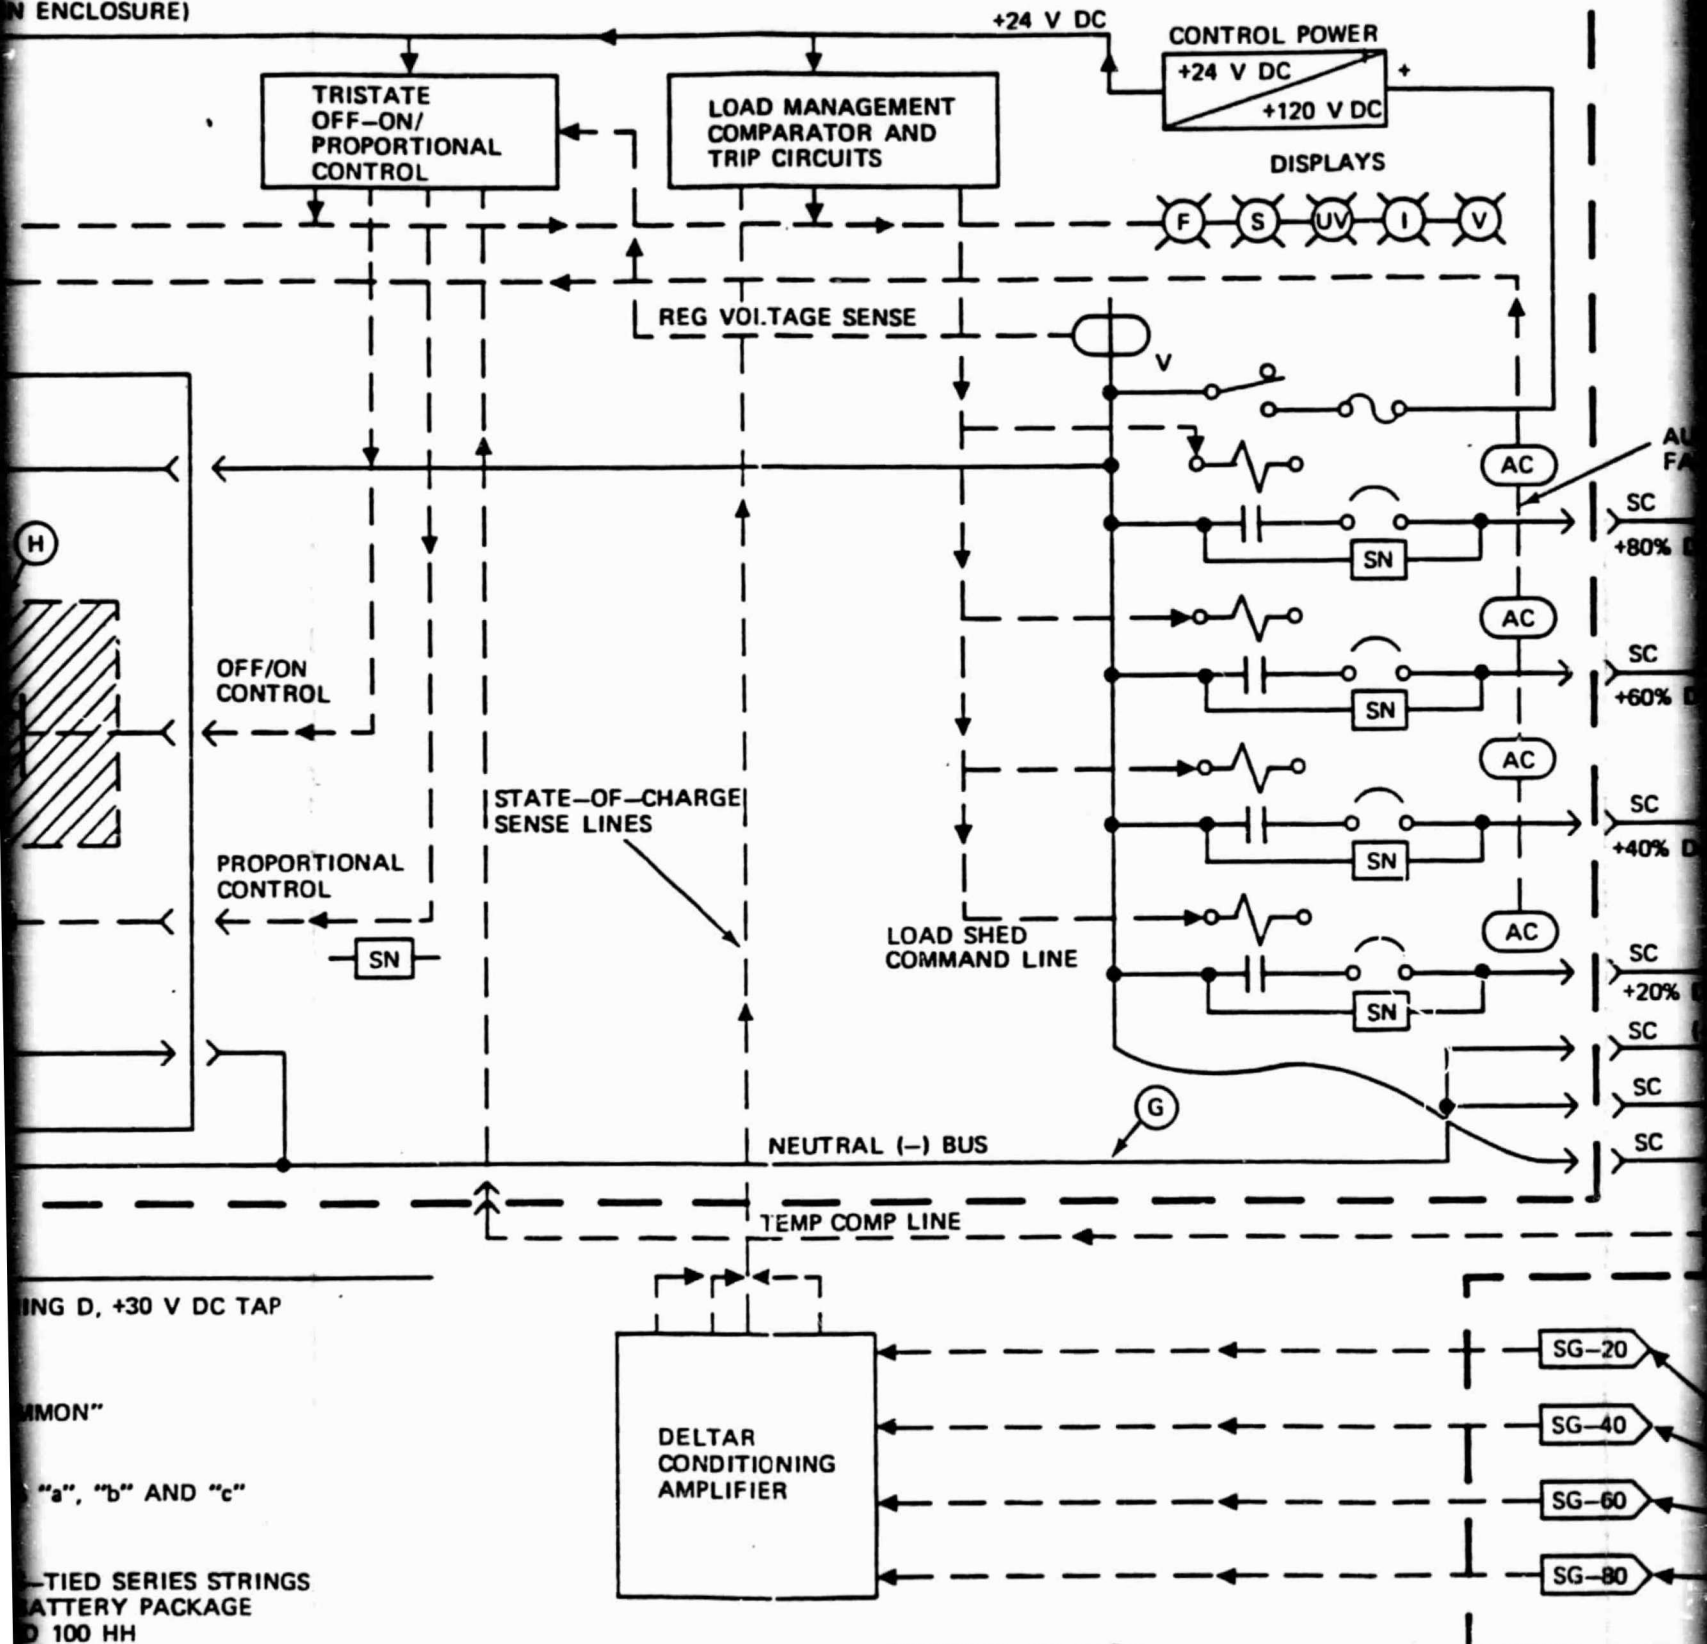 N ENCLOSURE)
+24 V DC
CONTROL POWER
+24 V DC
+
+120 V DC
TRISTATE
OFF-ON/
PROPORTIONAL
CONTROL
LOAD MANAGEMENT
COMPARATOR AND
TRIP CIRCUITS
DISPLAYS
F S UV I V
REG VOLTAGE SENSE
V
AC
AU
FA
SC
+80% D
SN
H
AC
SC
+60% D
SN
OFF/ON
CONTROL
AC
SC
+40% D
SN
STATE-OF-CHARGE
SENSE LINES
PROPORTIONAL
CONTROL
SN
LOAD SHED
COMMAND LINE
AC
SC
+20% D
SN
SC
SC
SC
G
NEUTRAL (-) BUS
TEMP COMP LINE
ING D, +30 V DC TAP
MMON"
"a", "b" AND "c"
-TIED SERIES STRINGS
BATTERY PACKAGE
D 100 HH
DELTAR
CONDITIONING
AMPLIFIER
SG-20
SG-40
SG-60
SG-80